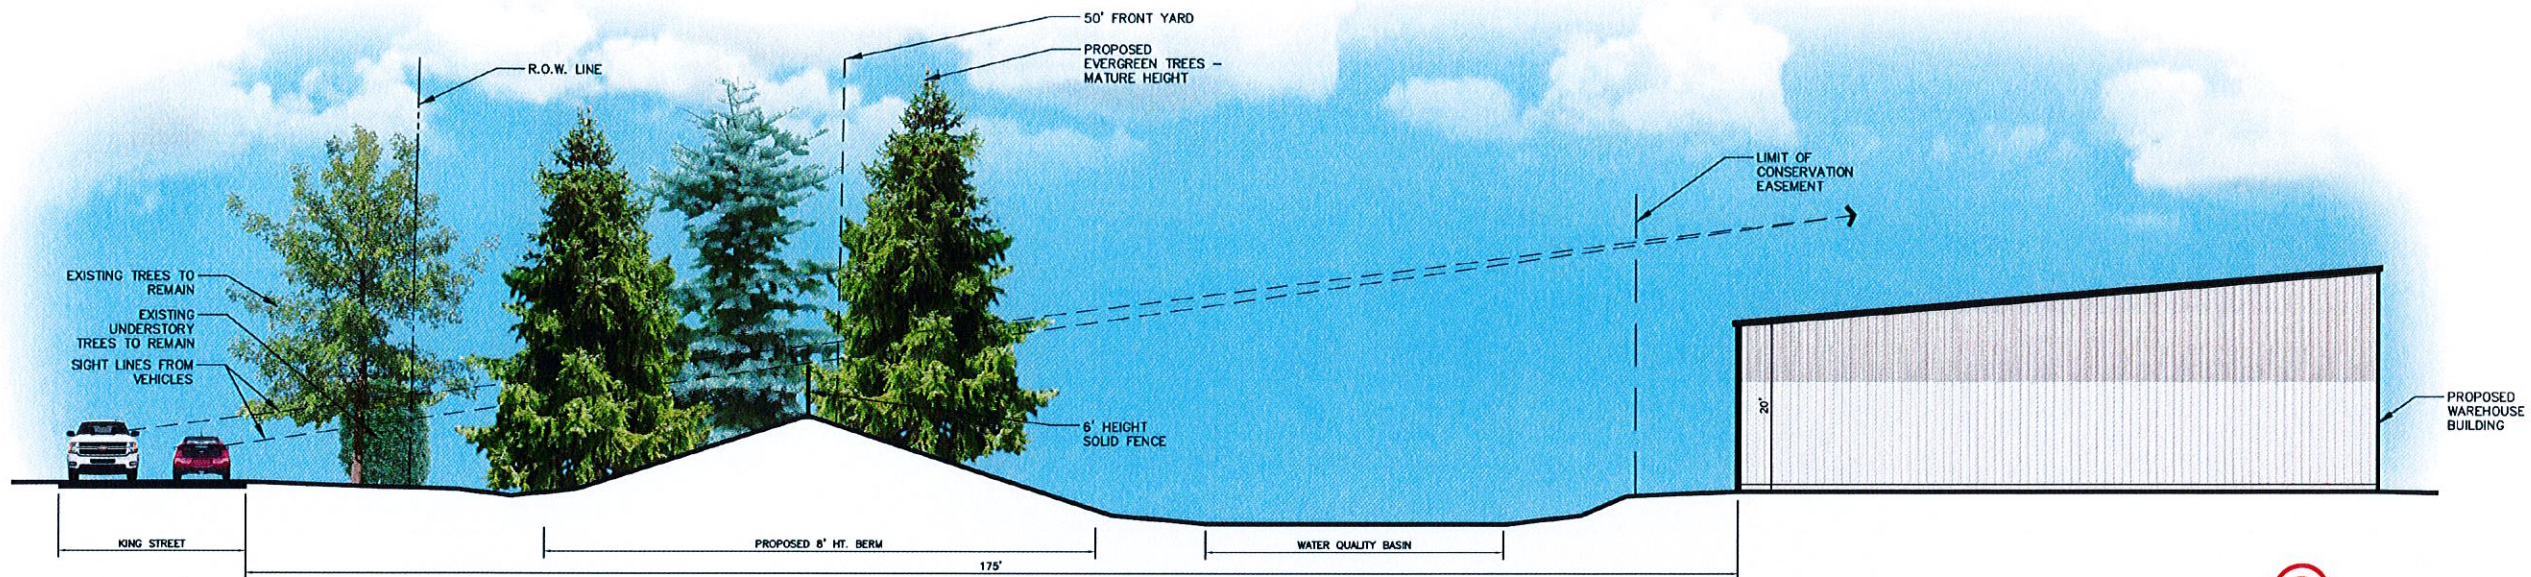 50' FRONT YARD
PROPOSED
EVERGREEN TREES -
MATURE HEIGHT
R.O.W. LINE
LIMIT OF
CONSERVATION
EASEMENT
EXISTING TREES TO
REMAIN
EXISTING
UNDERSTORY
TREES TO REMAIN
SIGHT LINES FROM
VEHICLES
6' HEIGHT
SOLID FENCE
20'
PROPOSED
WAREHOUSE
BUILDING
KING STREET
PROPOSED 8' HT. BERM
WATER QUALITY BASIN
175'